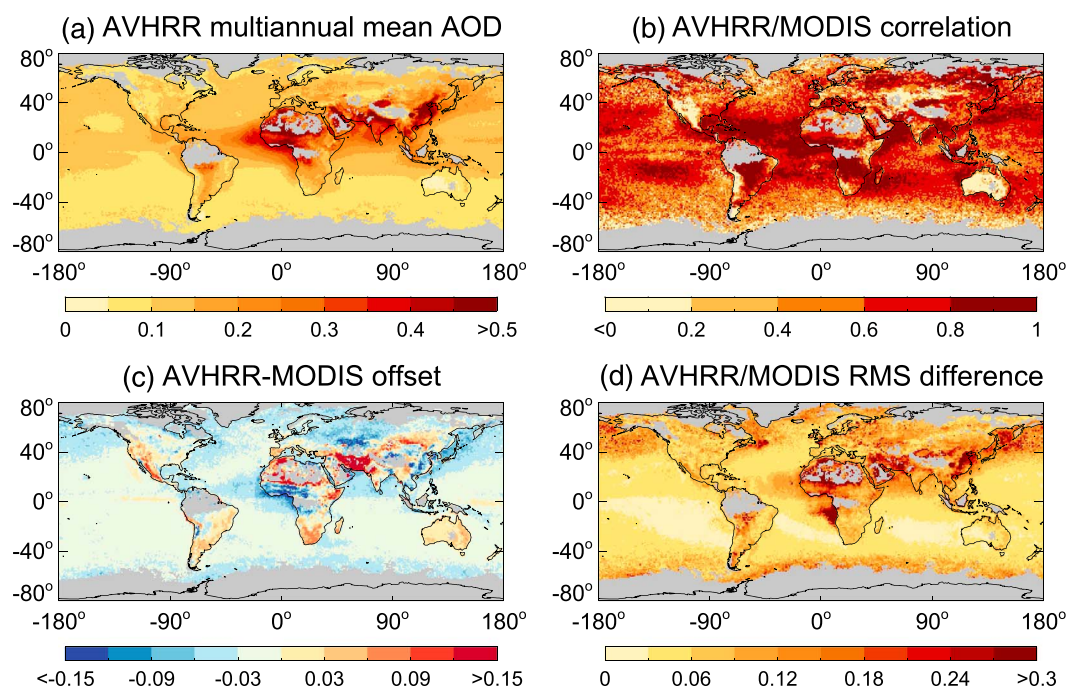 (a) AVHRR multiannual mean AOD
(b) AVHRR/MODIS correlation
80°
40°
0°
-40°
-80°
-180° -90° 0° 90° 180°
80°
40°
0°
-40°
-80°
-180° -90° 0° 90° 180°
0 0.1 0.2 0.3 0.4 >0.5
<0 0.2 0.4 0.6 0.8 1
(c) AVHRR-MODIS offset
(d) AVHRR/MODIS RMS difference
80°
40°
0°
-40°
-80°
-180° -90° 0° 90° 180°
80°
40°
0°
-40°
-80°
-180° -90° 0° 90° 180°
<-0.15 -0.09 -0.03 0.03 0.09 >0.15
0 0.06 0.12 0.18 0.24 >0.3